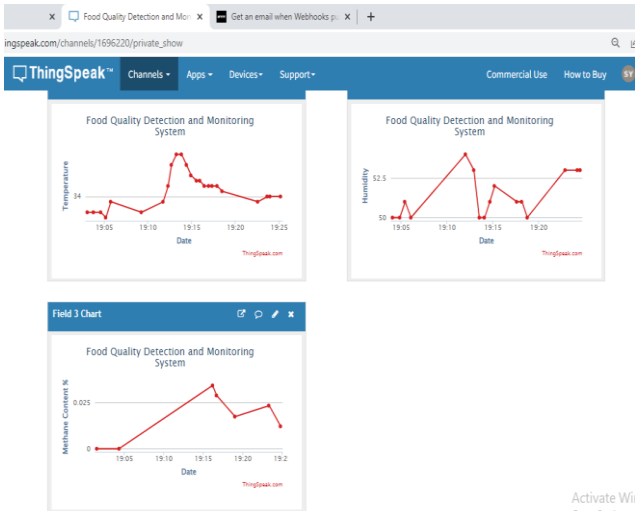 Food Quality Detection and Mon
Get an email when Webhooks pu
ingspeak.com/channels/1696220/private_show
ThingSpeak™
Channels
Apps
Devices
Support
Commercial Use
How to Buy
SY
Food Quality Detection and Monitoring
System
Temperature
34
19:05 19:10 19:15 19:20 19:25
Date
ThingSpeak.com
Food Quality Detection and Monitoring
System
Humidity
52.5
50
19:05 19:10 19:15 19:20
Date
ThingSpeak.com
Field 3 Chart
Food Quality Detection and Monitoring
System
Methane Content %
0.025
0
19:05 19:10 19:15 19:20 19:2
Date
ThingSpeak.com
Activate Wi